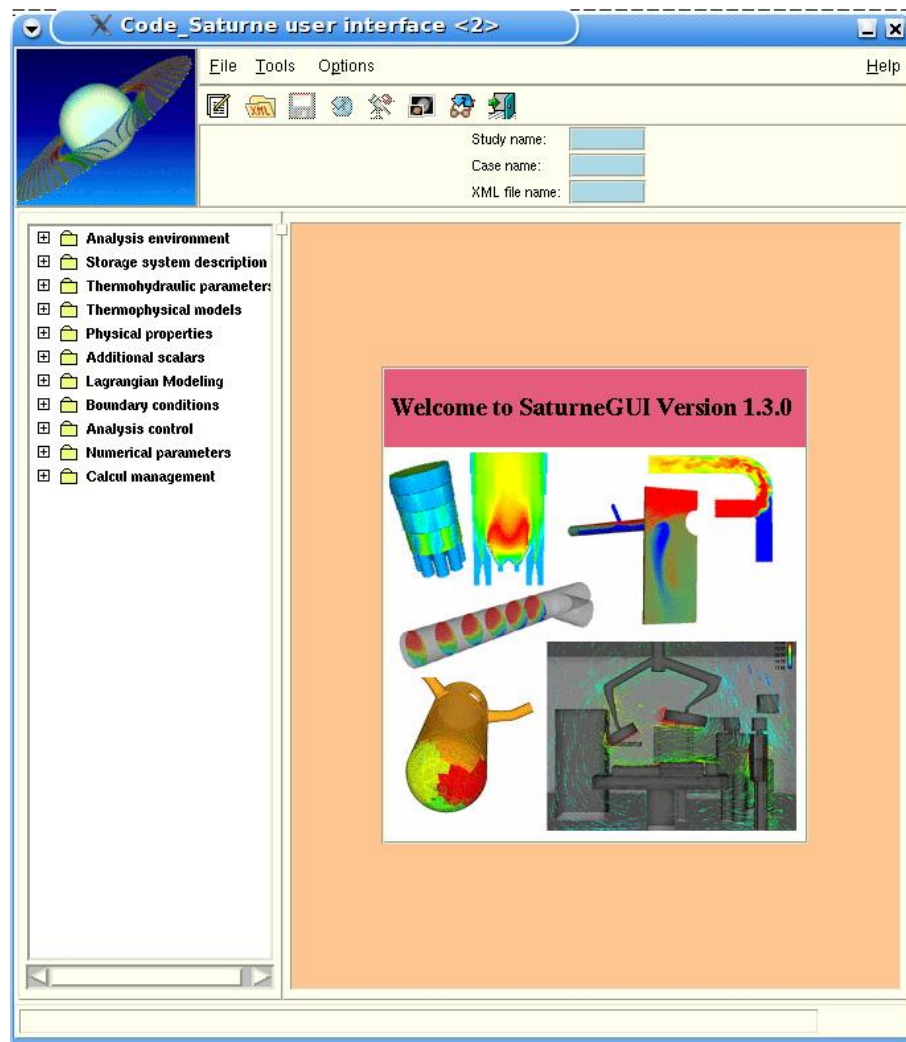 Code_Saturne user interface <2>
File Tools Options Help
XML
Study name:
Case name:
XML file name:
Analysis environment
Storage system description
Thermohydraulic parameter
Thermophysical models
Physical properties
Additional scalars
Lagrangian Modeling
Boundary conditions
Analysis control
Numerical parameters
Calcul management
Welcome to SaturneGUI Version 1.3.0